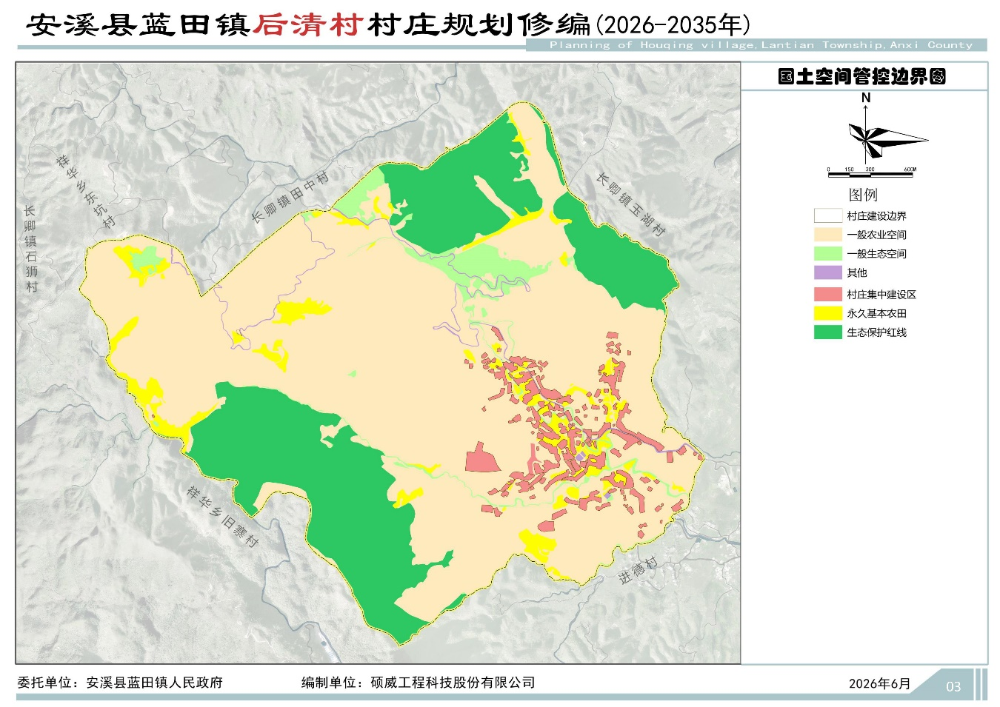 安溪县蓝田镇后清村村庄规划修编(2026-2035年)
Planning of Houqing village, Lantian Township, Anxi County
国土空间管控边界图
N
0 150 300 600M
图例
村庄建设边界
一般农业空间
一般生态空间
其他
村庄集中建设区
永久基本农田
生态保护红线
祥华乡东坑村
长卿镇石狮村
长卿镇田中村
长卿镇玉湖村
祥华乡旧寨村
进德村
委托单位：安溪县蓝田镇人民政府
编制单位：硕威工程科技股份有限公司
2026年6月
03